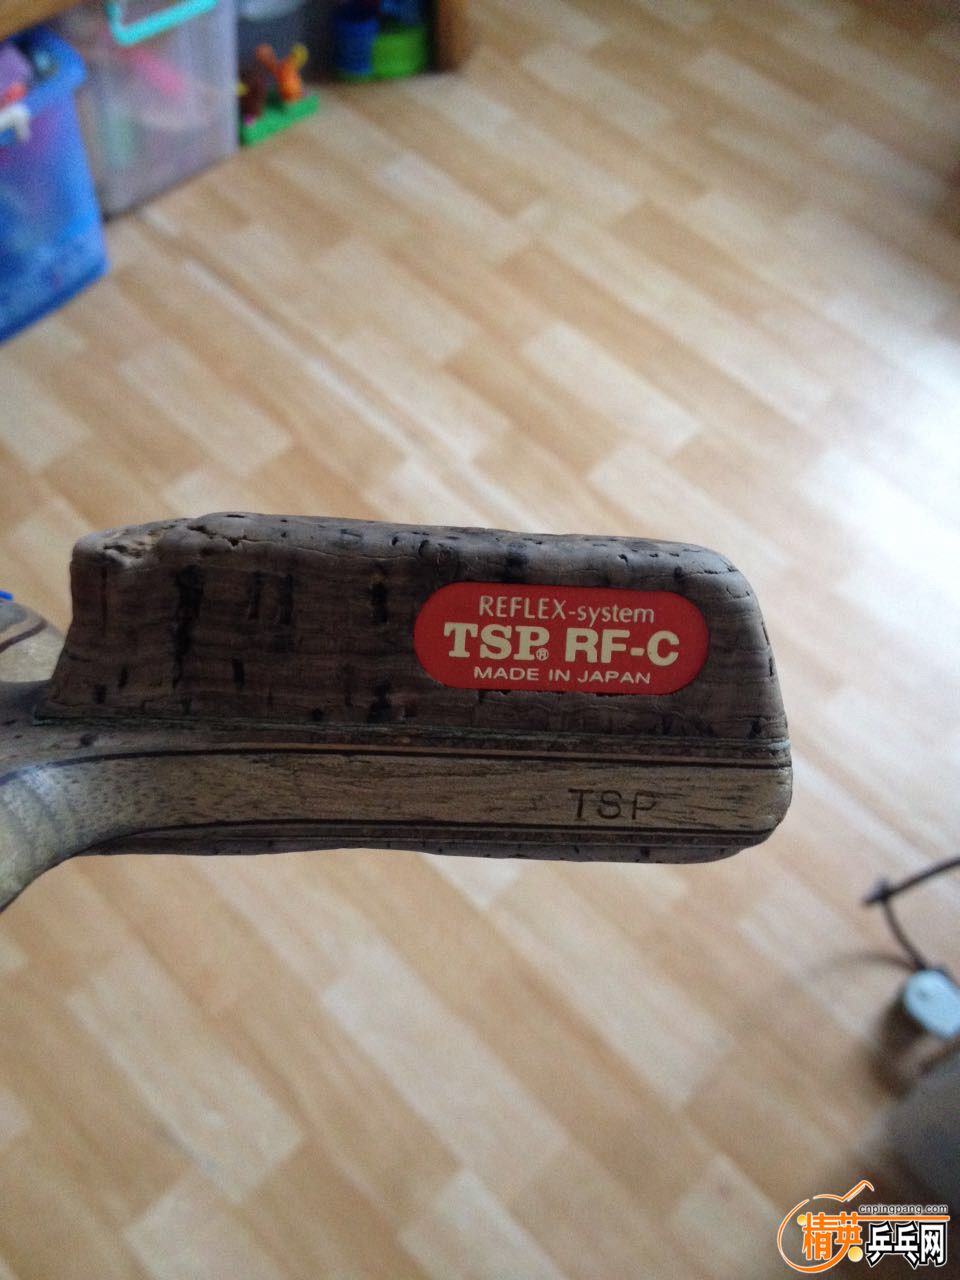 REFLEX-system
TSP® RF-C
MADE IN JAPAN
TSP
cnpingpang.com
精英乒乓网